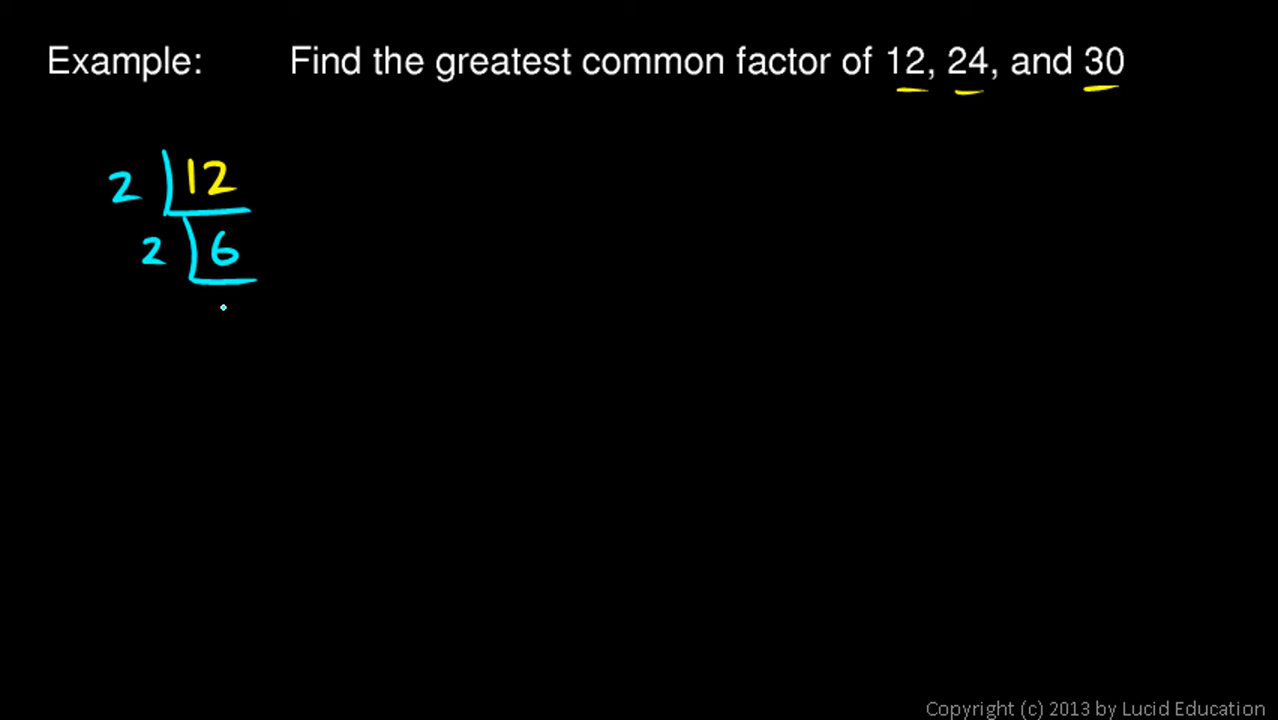 Example: Find the greatest common factor of 12, 24, and 30
2 12
2 6
Copyright (c) 2013 by Lucid Education